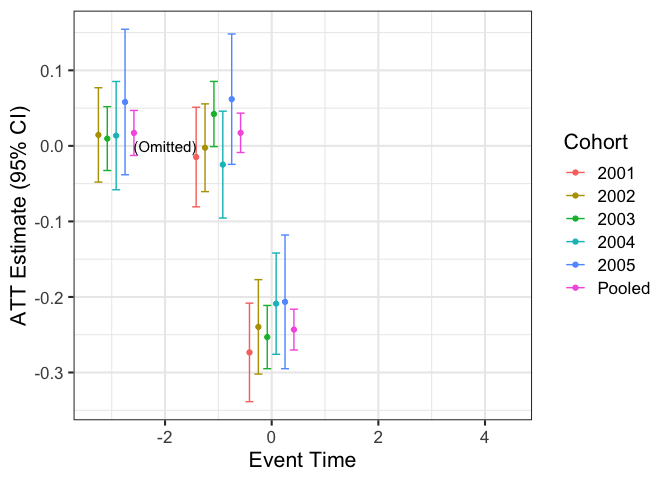 0.1
0.0
-0.1
-0.2
-0.3
ATT Estimate (95% CI)
(Omitted)
-2
0
2
4
Event Time
Cohort
2001
2002
2003
2004
2005
Pooled